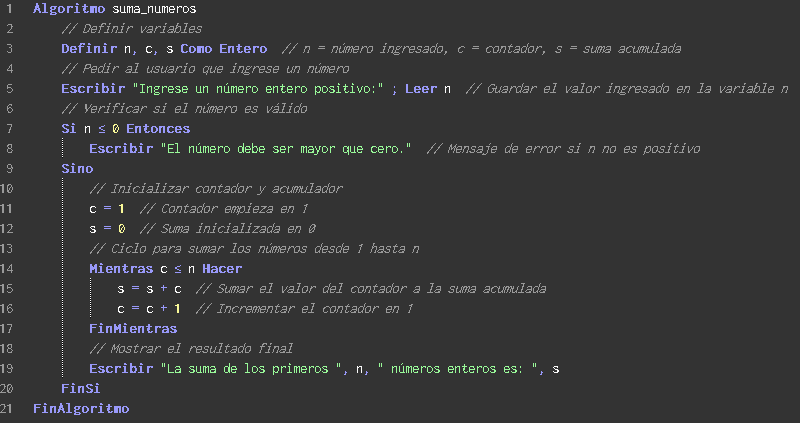 1 Algoritmo suma_numeros
2 // Definir variables
3 Definir n, c, s Como Entero // n = número ingresado, c = contador, s = suma acumulada
4 // Pedir al usuario que ingrese un número
5 Escribir "Ingrese un número entero positivo:" ; Leer n // Guardar el valor ingresado en la variable n
6 // Verificar si el número es válido
7 Si n ≤ 0 Entonces
8 Escribir "El número debe ser mayor que cero." // Mensaje de error si n no es positivo
9 Sino
10 // Inicializar contador y acumulador
11 c = 1 // Contador empieza en 1
12 s = 0 // Suma inicializada en 0
13 // Ciclo para sumar los números desde 1 hasta n
14 Mientras c ≤ n Hacer
15 s = s + c // Sumar el valor del contador a la suma acumulada
16 c = c + 1 // Incrementar el contador en 1
17 FinMientras
18 // Mostrar el resultado final
19 Escribir "La suma de los primeros ", n, " números enteros es: ", s
20 FinSi
21 FinAlgoritmo